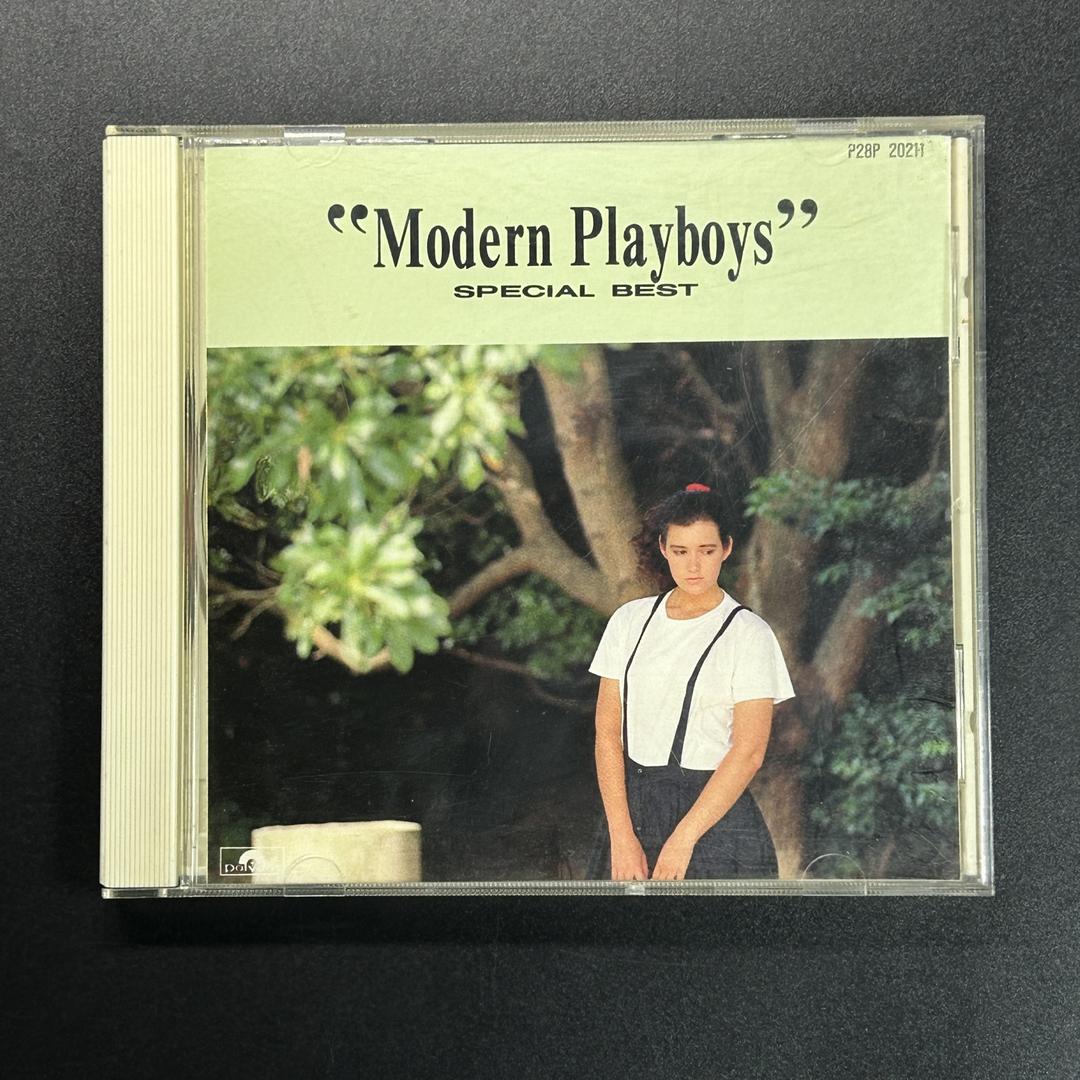 P28P 20211
“Modern Playboys”
SPECIAL BEST